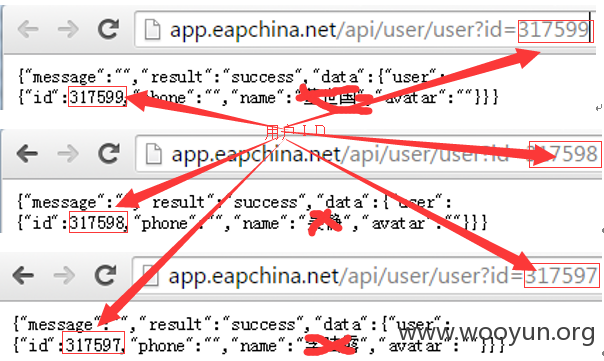 app.eapchina.net/api/user/user?id=317599
{"message":"","result":"success","data":{"user":
{"id":317599,"phone":"","name":"","avatar":""}}}
用户ID
app.eapchina.net/api/user/user?id=317598
{"message":"","result":"success","data":{"user":
{"id":317598,"phone":"","name":"","avatar":""}}}
app.eapchina.net/api/user/user?id=317597
{"message":"","result":"success","data":{"user":
{"id":317597,"phone":"","name":"","avatar":""}}}
www.wooyun.org